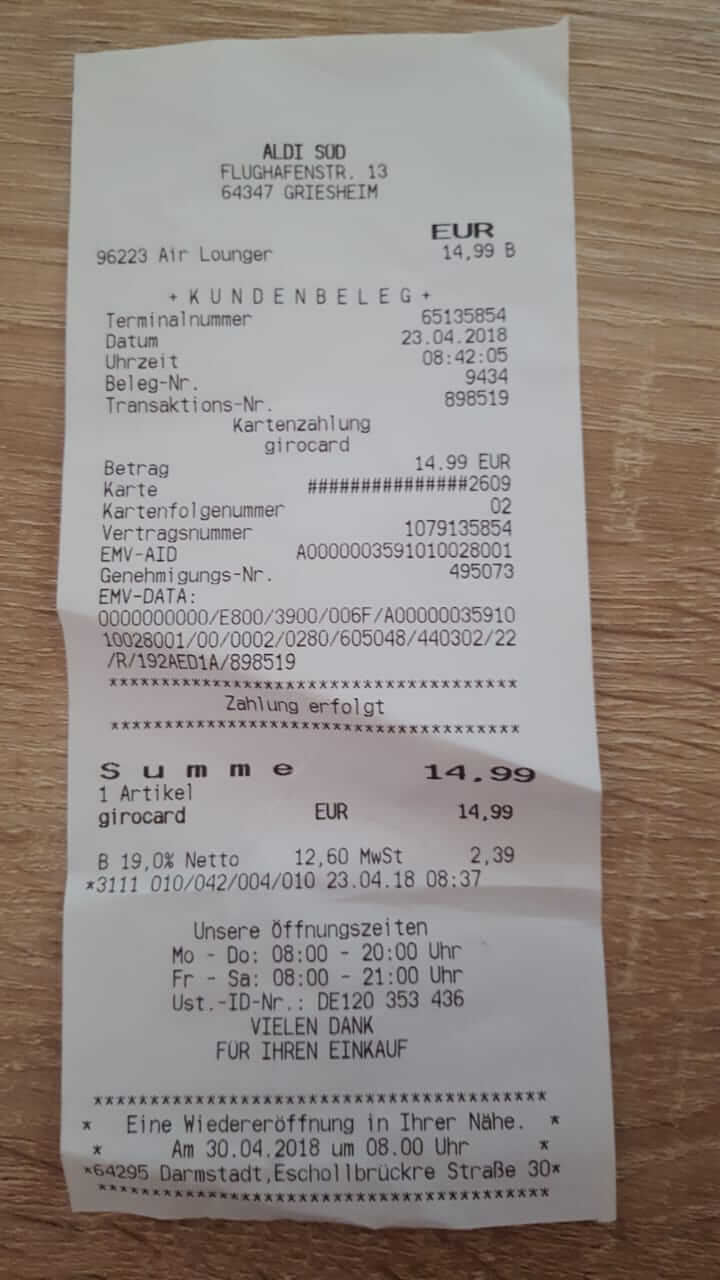 ALDI SÜD
FLUGHAFENSTR. 13
64347 GRIESHEIM
EUR
96223 Air Lounger 14,99 B
+ K U N D E N B E L E G +
Terminalnummer 65135854
Datum 23.04.2018
Uhrzeit 08:42:05
Beleg-Nr. 9434
Transaktions-Nr. 898519
Kartenzahlung
girocard
Betrag 14.99 EUR
Karte ###############2609
Kartenfolgenummer 02
Vertragsnummer 1079135854
EMV-AID A0000003591010028001
Genehmigungs-Nr. 495073
EMV-DATA:
0000000000/E800/3900/006F/A00000035910
10028001/00/0002/0280/605048/440302/22
/R/192AED1A/898519
***************************************
Zahlung erfolgt
***************************************
S u m m e 14,99
1 Artikel
girocard EUR 14,99
B 19,0% Netto 12,60 MwSt 2,39
*3111 010/042/004/010 23.04.18 08:37
Unsere Öffnungszeiten
Mo - Do: 08:00 - 20:00 Uhr
Fr - Sa: 08:00 - 21:00 Uhr
Ust.-ID-Nr.: DE120 353 436
VIELEN DANK
FÜR IHREN EINKAUF
****************************************
* Eine Wiedereröffnung in Ihrer Nähe. *
* Am 30.04.2018 um 08.00 Uhr *
*64295 Darmstadt,Eschollbrückre Straße 30*
****************************************